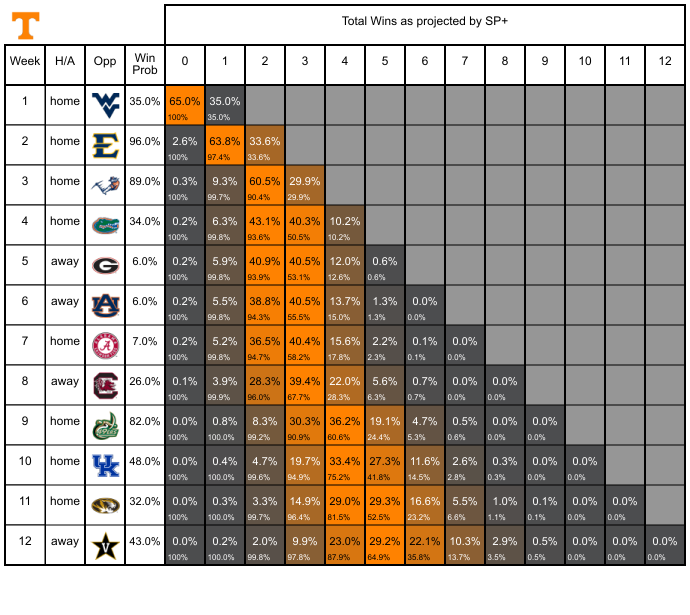 T
Total Wins as projected by SP+
Week H/A Opp Win Prob 0 1 2 3 4 5 6 7 8 9 10 11 12
1 home WV 35.0% 65.0% 35.0%
100% 35.0%
2 home E 96.0% 2.6% 63.8% 33.6%
100% 97.4% 33.6%
3 home 89.0% 0.3% 9.3% 60.5% 29.9%
100% 99.7% 90.4% 29.9%
4 home 34.0% 0.2% 6.3% 43.1% 40.3% 10.2%
100% 99.8% 93.6% 50.5% 10.2%
5 away G 6.0% 0.2% 5.9% 40.9% 40.5% 12.0% 0.6%
100% 99.8% 93.9% 53.1% 12.6% 0.6%
6 away AU 6.0% 0.2% 5.5% 38.8% 40.5% 13.7% 1.3% 0.0%
100% 99.8% 94.3% 55.5% 15.0% 1.3% 0.0%
7 home A 7.0% 0.2% 5.2% 36.5% 40.4% 15.6% 2.2% 0.1% 0.0%
100% 99.8% 94.7% 58.2% 17.8% 2.3% 0.1% 0.0%
8 away C 26.0% 0.1% 3.9% 28.3% 39.4% 22.0% 5.6% 0.7% 0.0% 0.0%
100% 99.9% 96.0% 67.7% 28.3% 6.3% 0.7% 0.0% 0.0%
9 home C 82.0% 0.0% 0.8% 8.3% 30.3% 36.2% 19.1% 4.7% 0.5% 0.0% 0.0%
100% 100.0% 99.2% 90.9% 60.6% 24.4% 5.3% 0.6% 0.0% 0.0%
10 home UK 48.0% 0.0% 0.4% 4.7% 19.7% 33.4% 27.3% 11.6% 2.6% 0.3% 0.0% 0.0%
100% 100.0% 99.6% 94.9% 75.2% 41.8% 14.5% 2.8% 0.3% 0.0% 0.0%
11 home 32.0% 0.0% 0.3% 3.3% 14.9% 29.0% 29.3% 16.6% 5.5% 1.0% 0.1% 0.0% 0.0%
100% 100.0% 99.7% 96.4% 81.5% 52.5% 23.2% 6.6% 1.1% 0.1% 0.0% 0.0%
12 away V 43.0% 0.0% 0.2% 2.0% 9.9% 23.0% 29.2% 22.1% 10.3% 2.9% 0.5% 0.0% 0.0% 0.0%
100% 100.0% 99.8% 97.8% 87.9% 64.9% 35.8% 13.7% 3.5% 0.5% 0.0% 0.0% 0.0%